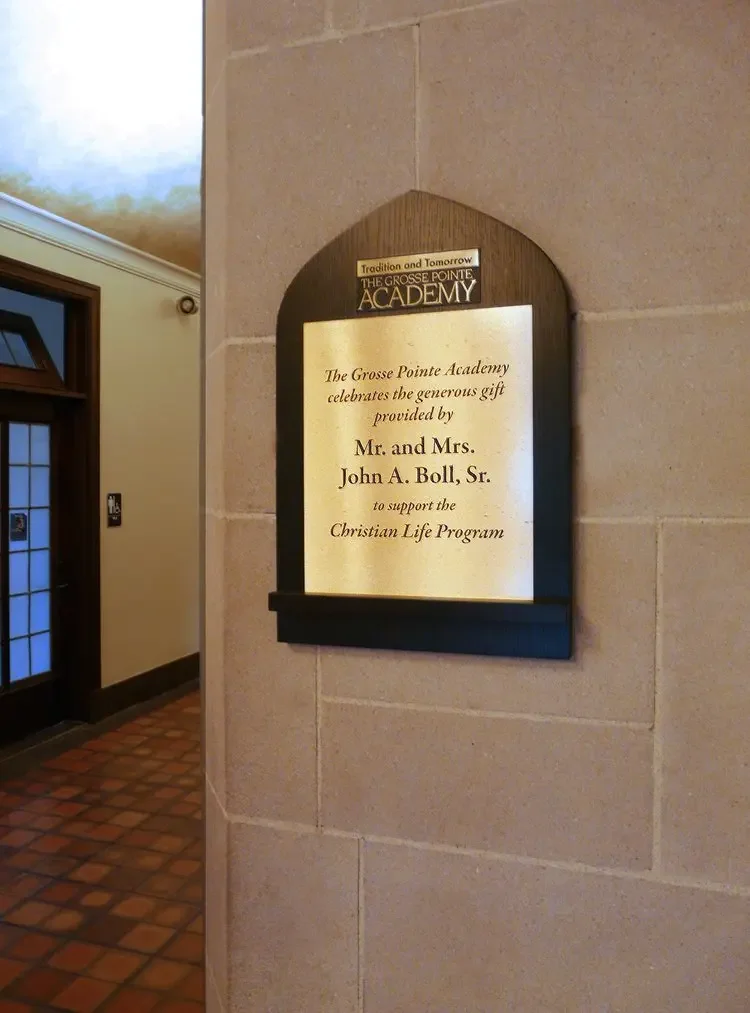 Tradition and Tomorrow
THE GROSSE POINTE
ACADEMY
The Grosse Pointe Academy
celebrates the generous gift
provided by
Mr. and Mrs.
John A. Boll, Sr.
to support the
Christian Life Program